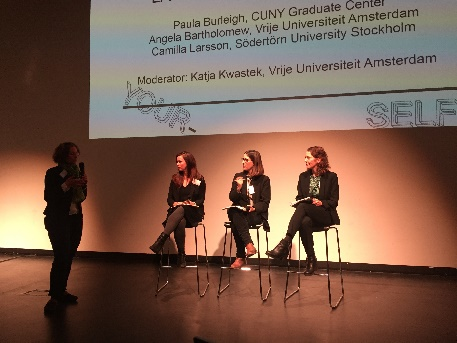 Paula Burleigh, CUNY Graduate Center
Angela Bartholomew, Vrije Universiteit Amsterdam
Camilla Larsson, Södertörn University Stockholm
Moderator: Katja Kwastek, Vrije Universiteit Amsterdam
SELF